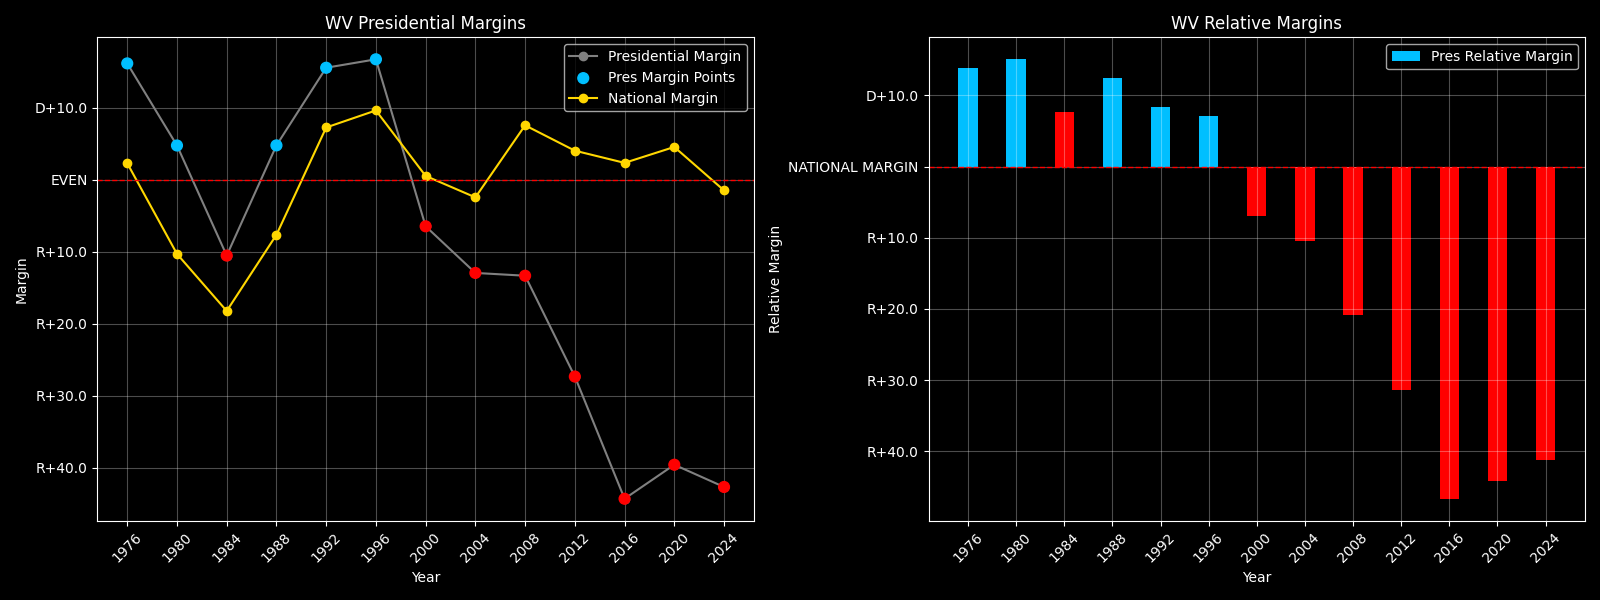 WV Presidential Margins
Presidential Margin
Pres Margin Points
National Margin
D+10.0
EVEN
R+10.0
R+20.0
R+30.0
R+40.0
Margin
1976
1980
1984
1988
1992
1996
2000
2004
2008
2012
2016
2020
2024
Year
WV Relative Margins
Pres Relative Margin
D+10.0
NATIONAL MARGIN
R+10.0
R+20.0
R+30.0
R+40.0
Relative Margin
1976
1980
1984
1988
1992
1996
2000
2004
2008
2012
2016
2020
2024
Year